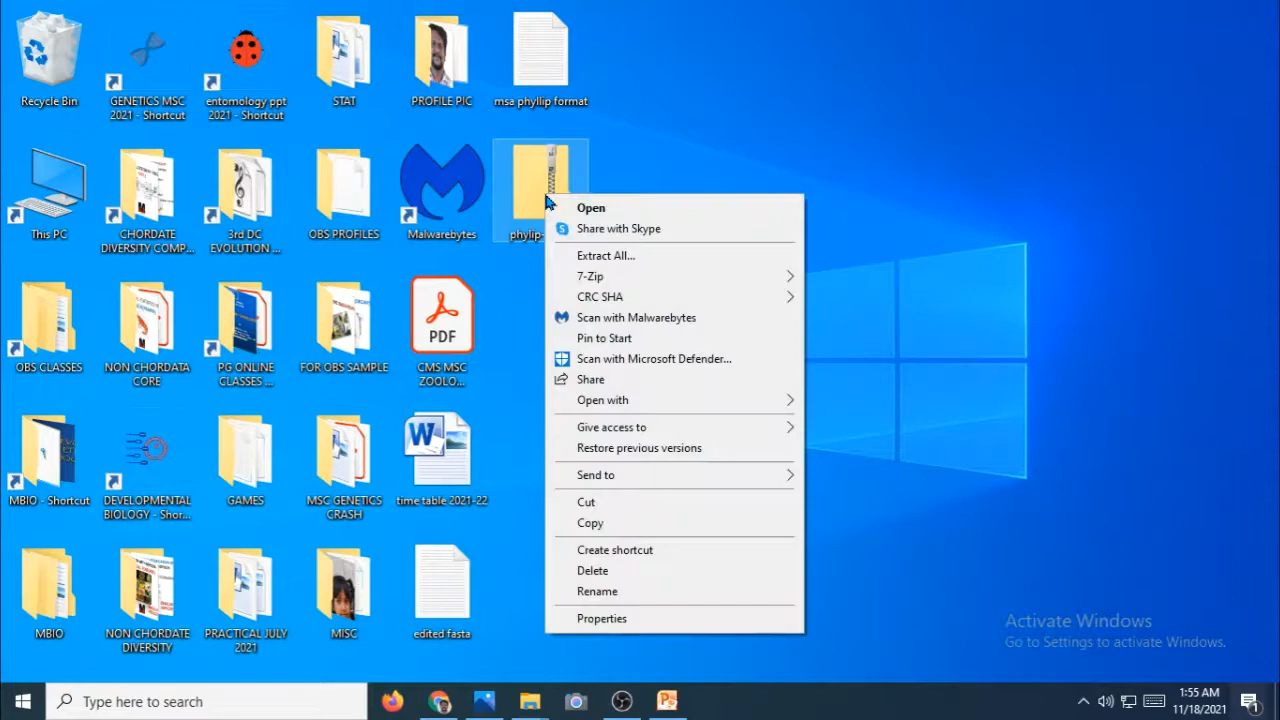 Recycle Bin
GENETICS MSC
2021 - Shortcut
entomology ppt
2021 - Shortcut
STAT
PROFILE PIC
msa phyllip format
This PC
CHORDATE
DIVERSITY COMP...
3rd DC
EVOLUTION ...
OBS PROFILES
Malwarebytes
phylip-
OBS CLASSES
NON CHORDATA
CORE
PG ONLINE
CLASSES ...
FOR OBS SAMPLE
PDF
CMS MSC
ZOOLO...
MBIO - Shortcut
DEVELOPMENTAL
BIOLOGY - Shor...
GAMES
MSC GENETICS
CRASH
W
time table 2021-22
MBIO
NON CHORDATE
DIVERSITY
PRACTICAL JULY
2021
MISC
edited fasta
Open
Share with Skype
Extract All...
7-Zip
CRC SHA
Scan with Malwarebytes
Pin to Start
Scan with Microsoft Defender...
Share
Open with
Give access to
Restore previous versions
Send to
Cut
Copy
Create shortcut
Delete
Rename
Properties
Activate Windows
Go to Settings to activate Windows.
Type here to search
1:55 AM
11/18/2021
1